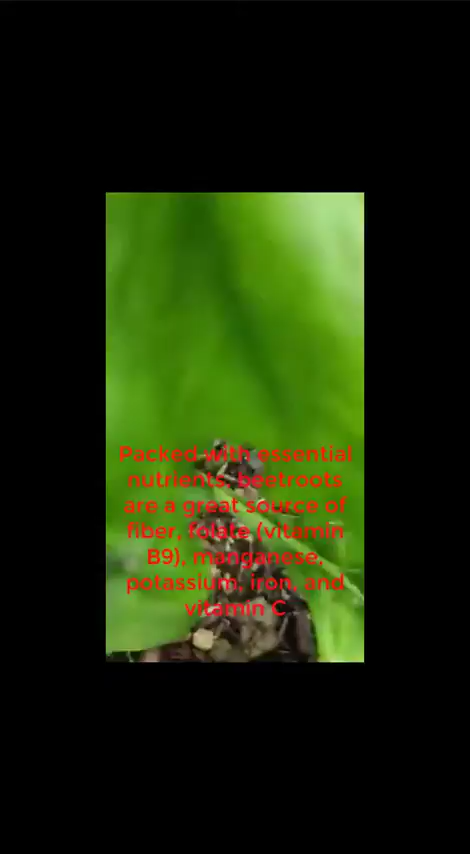 Packed with essential
nutrients, beetroots
are a great source of
fiber, folate (vitamin
B9), manganese,
potassium, iron, and
vitamin C